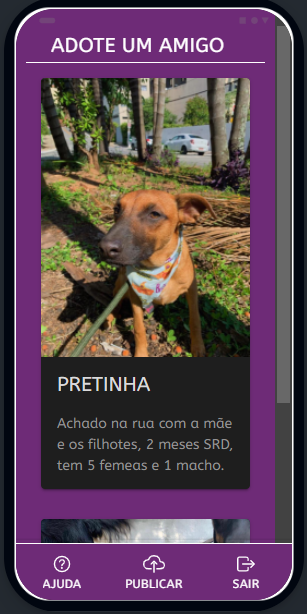 ADOTE UM AMIGO
PRETINHA
Achado na rua com a mãe
e os filhotes, 2 meses SRD,
tem 5 femeas e 1 macho.
AJUDA PUBLICAR SAIR